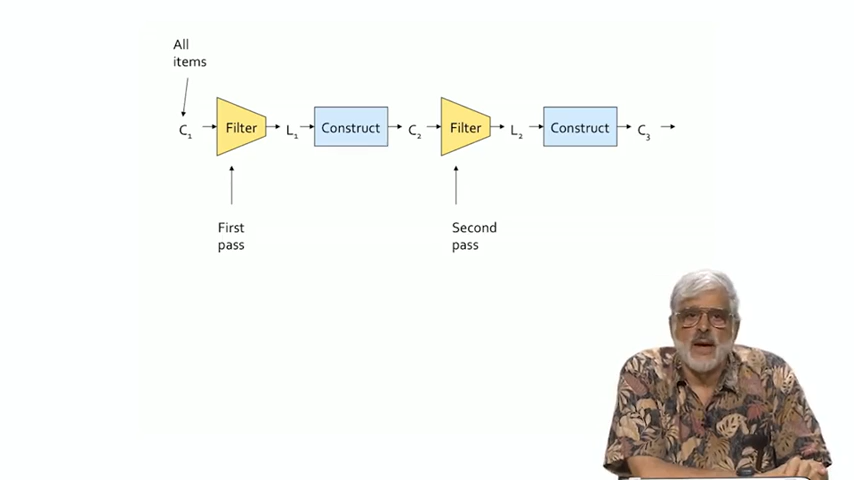 All
items
C₁ Filter L₁ Construct C₂ Filter L₂ Construct C₃
First
pass
Second
pass